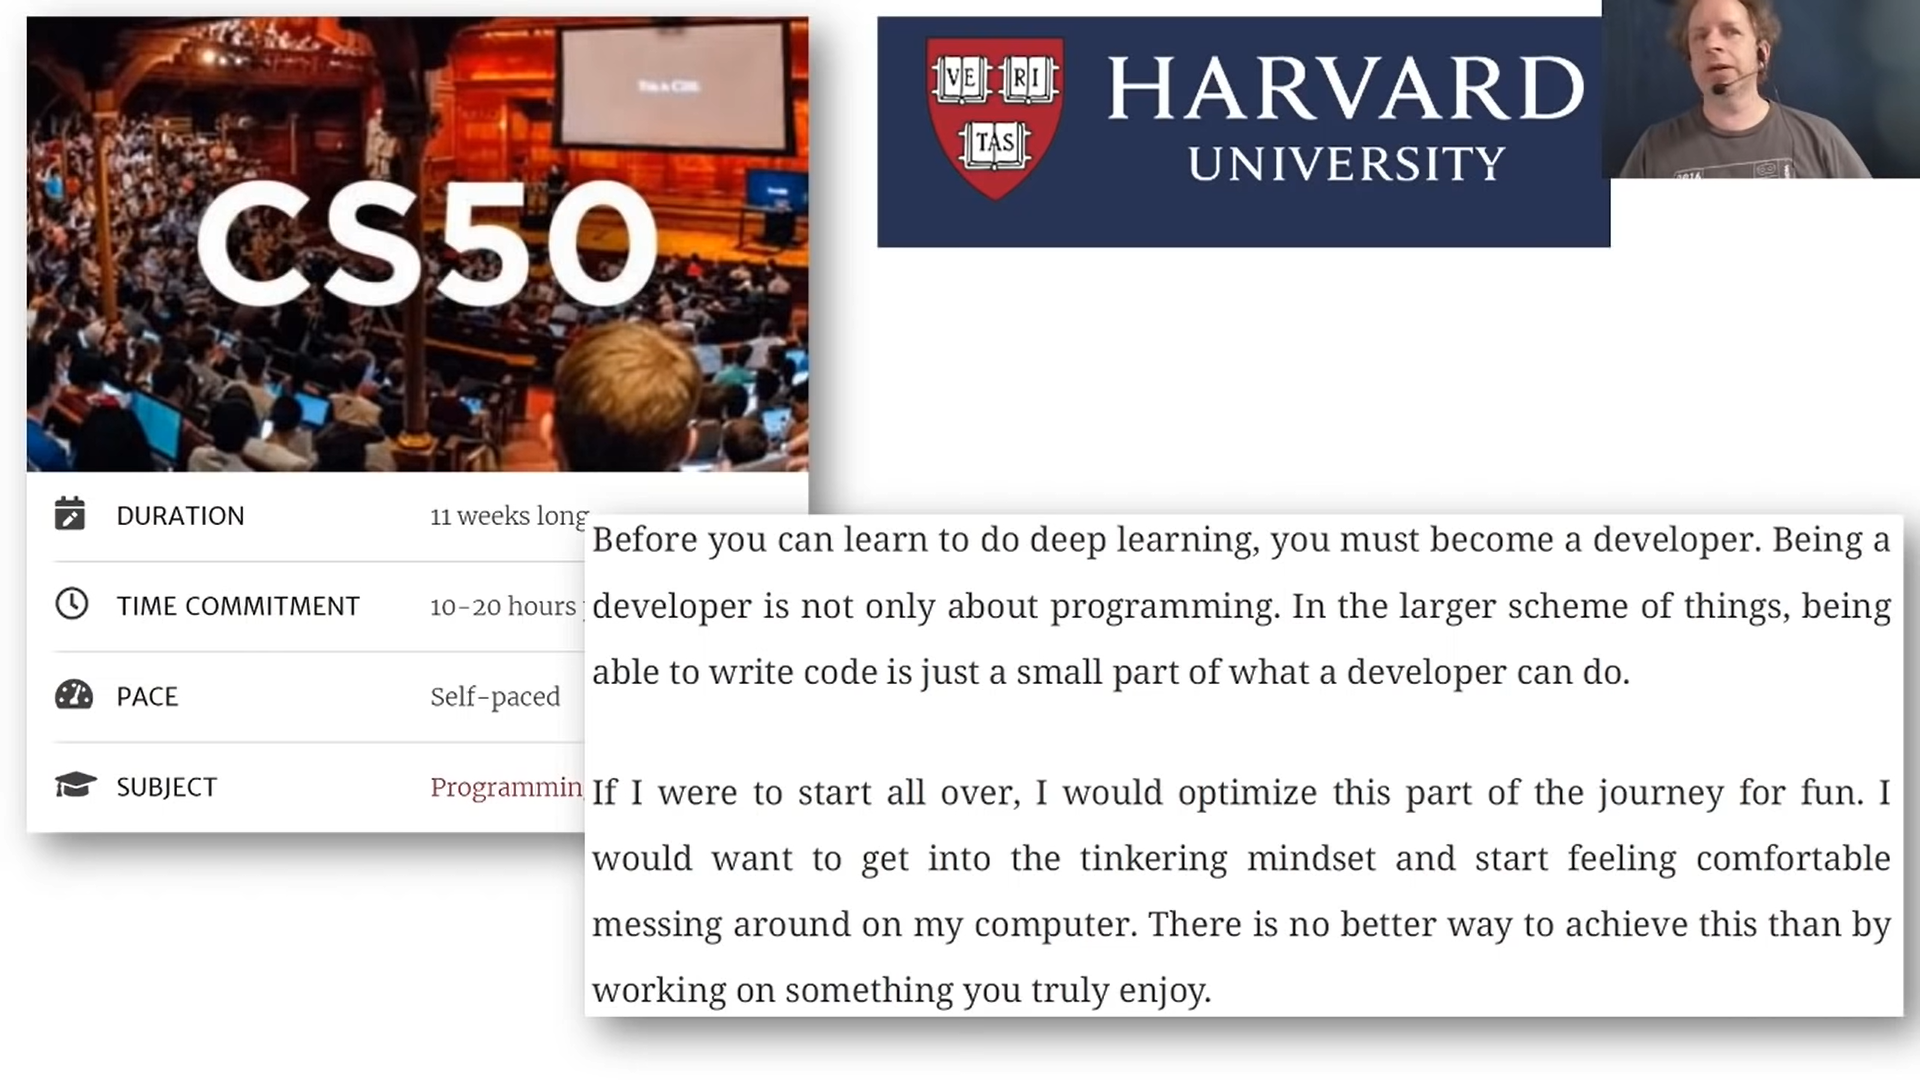 This is CS50.
CS50
DURATION 11 weeks long
TIME COMMITMENT 10-20 hours
PACE Self-paced
SUBJECT
VE RI
TAS
HARVARD
UNIVERSITY
2016
Before you can learn to do deep learning, you must become a developer. Being a
developer is not only about programming. In the larger scheme of things, being
able to write code is just a small part of what a developer can do.
If I were to start all over, I would optimize this part of the journey for fun. I
would want to get into the tinkering mindset and start feeling comfortable
messing around on my computer. There is no better way to achieve this than by
working on something you truly enjoy.